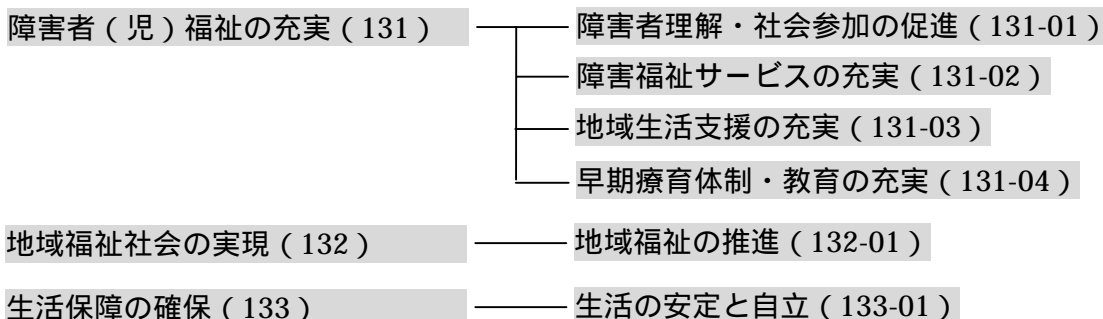 障害者（児）福祉の充実（131）
障害者理解・社会参加の促進（131-01）
障害福祉サービスの充実（131-02）
地域生活支援の充実（131-03）
早期療育体制・教育の充実（131-04）
地域福祉社会の実現（132）
地域福祉の推進（132-01）
生活保障の確保（133）
生活の安定と自立（133-01）